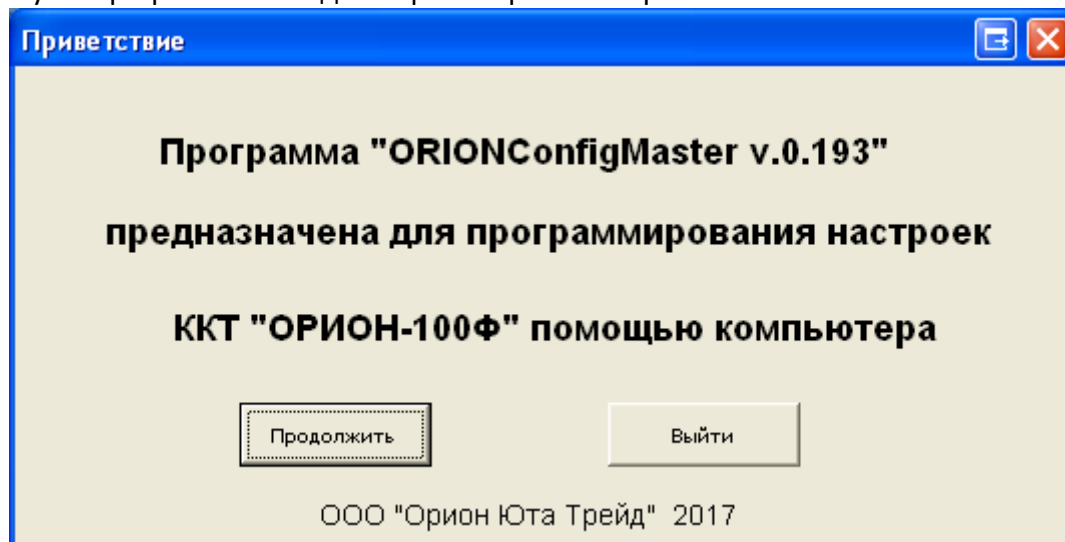 Приветствие
Программа "ORIONConfigMaster v.0.193"
предназначена для программирования настроек
ККТ "ОРИОН-100Ф" помощью компьютера
Продолжить
Выйти
ООО "Орион Юта Трейд" 2017